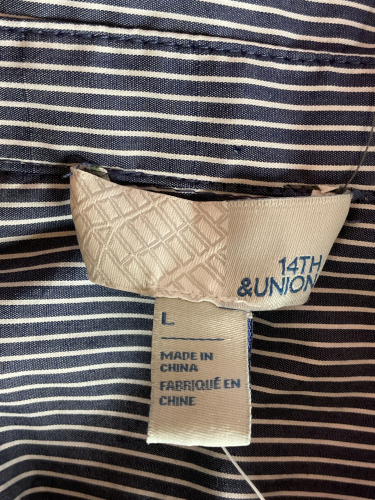 14TH
&UNION
L
MADE IN
CHINA
FABRIQUÉ EN
CHINE